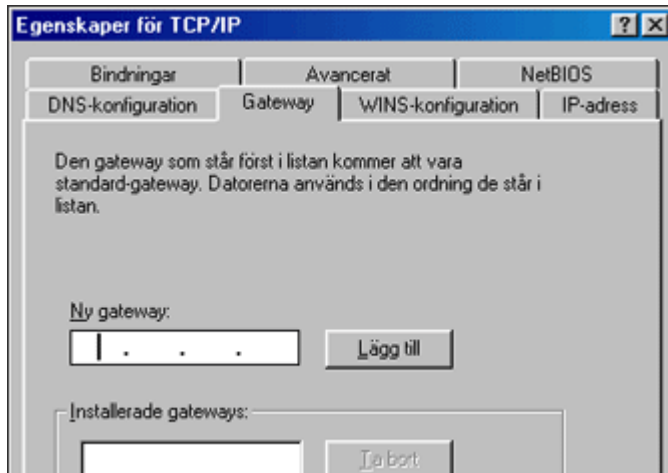 Egenskaper för TCP/IP
Bindningar Avancerat NetBIOS
DNS-konfiguration Gateway WINS-konfiguration IP-adress
Den gateway som står först i listan kommer att vara
standard-gateway. Datorerna används i den ordning de står i
listan.
Ny gateway:
. . .
Lägg till
Installerade gateways:
Ta bort